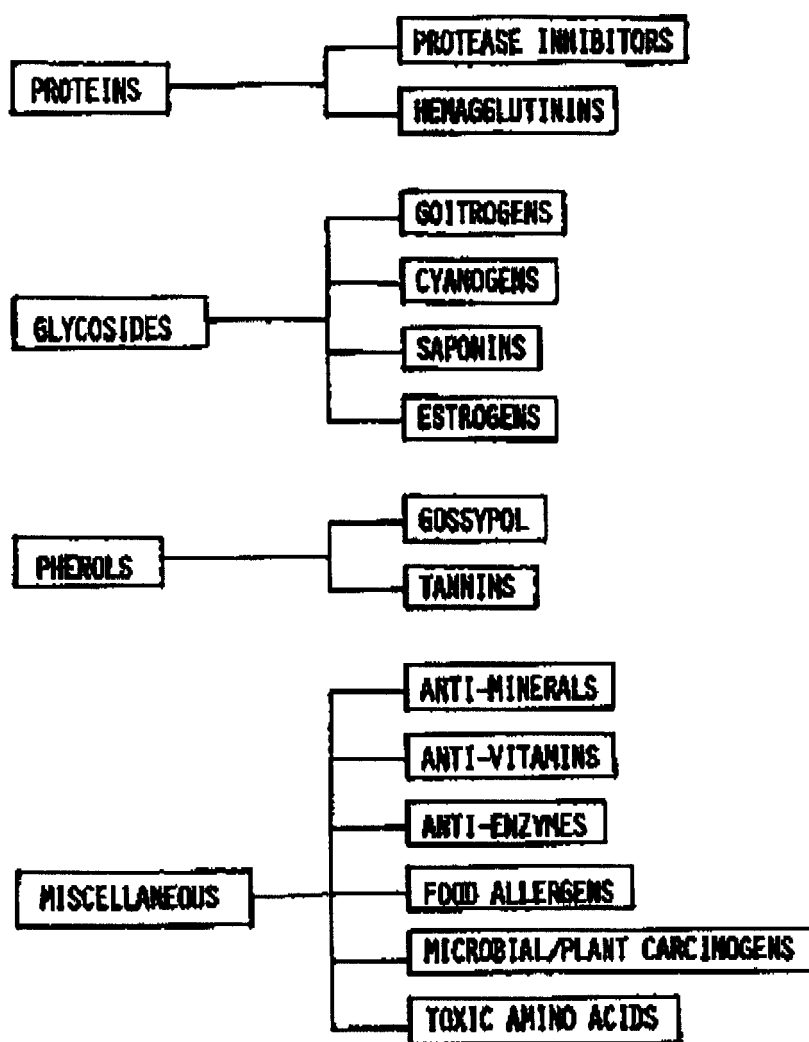 PROTEINS
PROTEASE INHIBITORS
HEMAGGLUTININS
GLYCOSIDES
GOITROGENS
CYANOGENS
SAPONINS
ESTROGENS
PHEROLS
GOSSYPOL
TANNINS
MISCELLANEOUS
ANTI-MINERALS
ANTI-VITAMINS
ANTI-ENZYMES
FOOD ALLERGENS
MICROBIAL/PLANT CARCINOGENS
TOXIC AMINO ACIDS